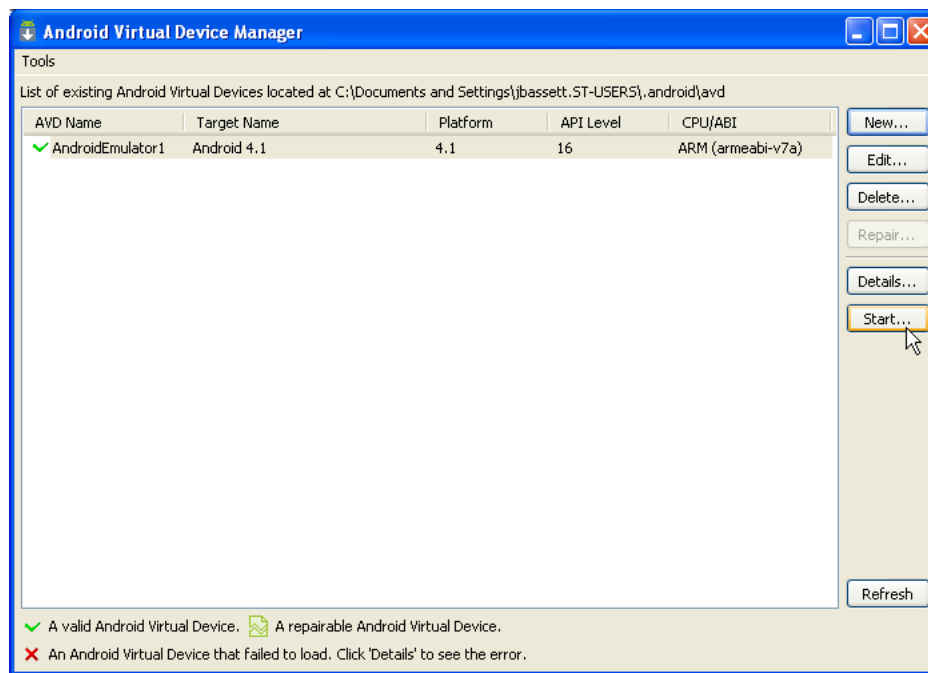 Android Virtual Device Manager
Tools
List of existing Android Virtual Devices located at C:\Documents and Settings\jbassett.ST-USERS\.android\avd
AVD Name Target Name Platform API Level CPU/ABI
AndroidEmulator1 Android 4.1 4.1 16 ARM (armeabi-v7a)
New...
Edit...
Delete...
Repair...
Details...
Start...
Refresh
A valid Android Virtual Device. A repairable Android Virtual Device.
An Android Virtual Device that failed to load. Click 'Details' to see the error.